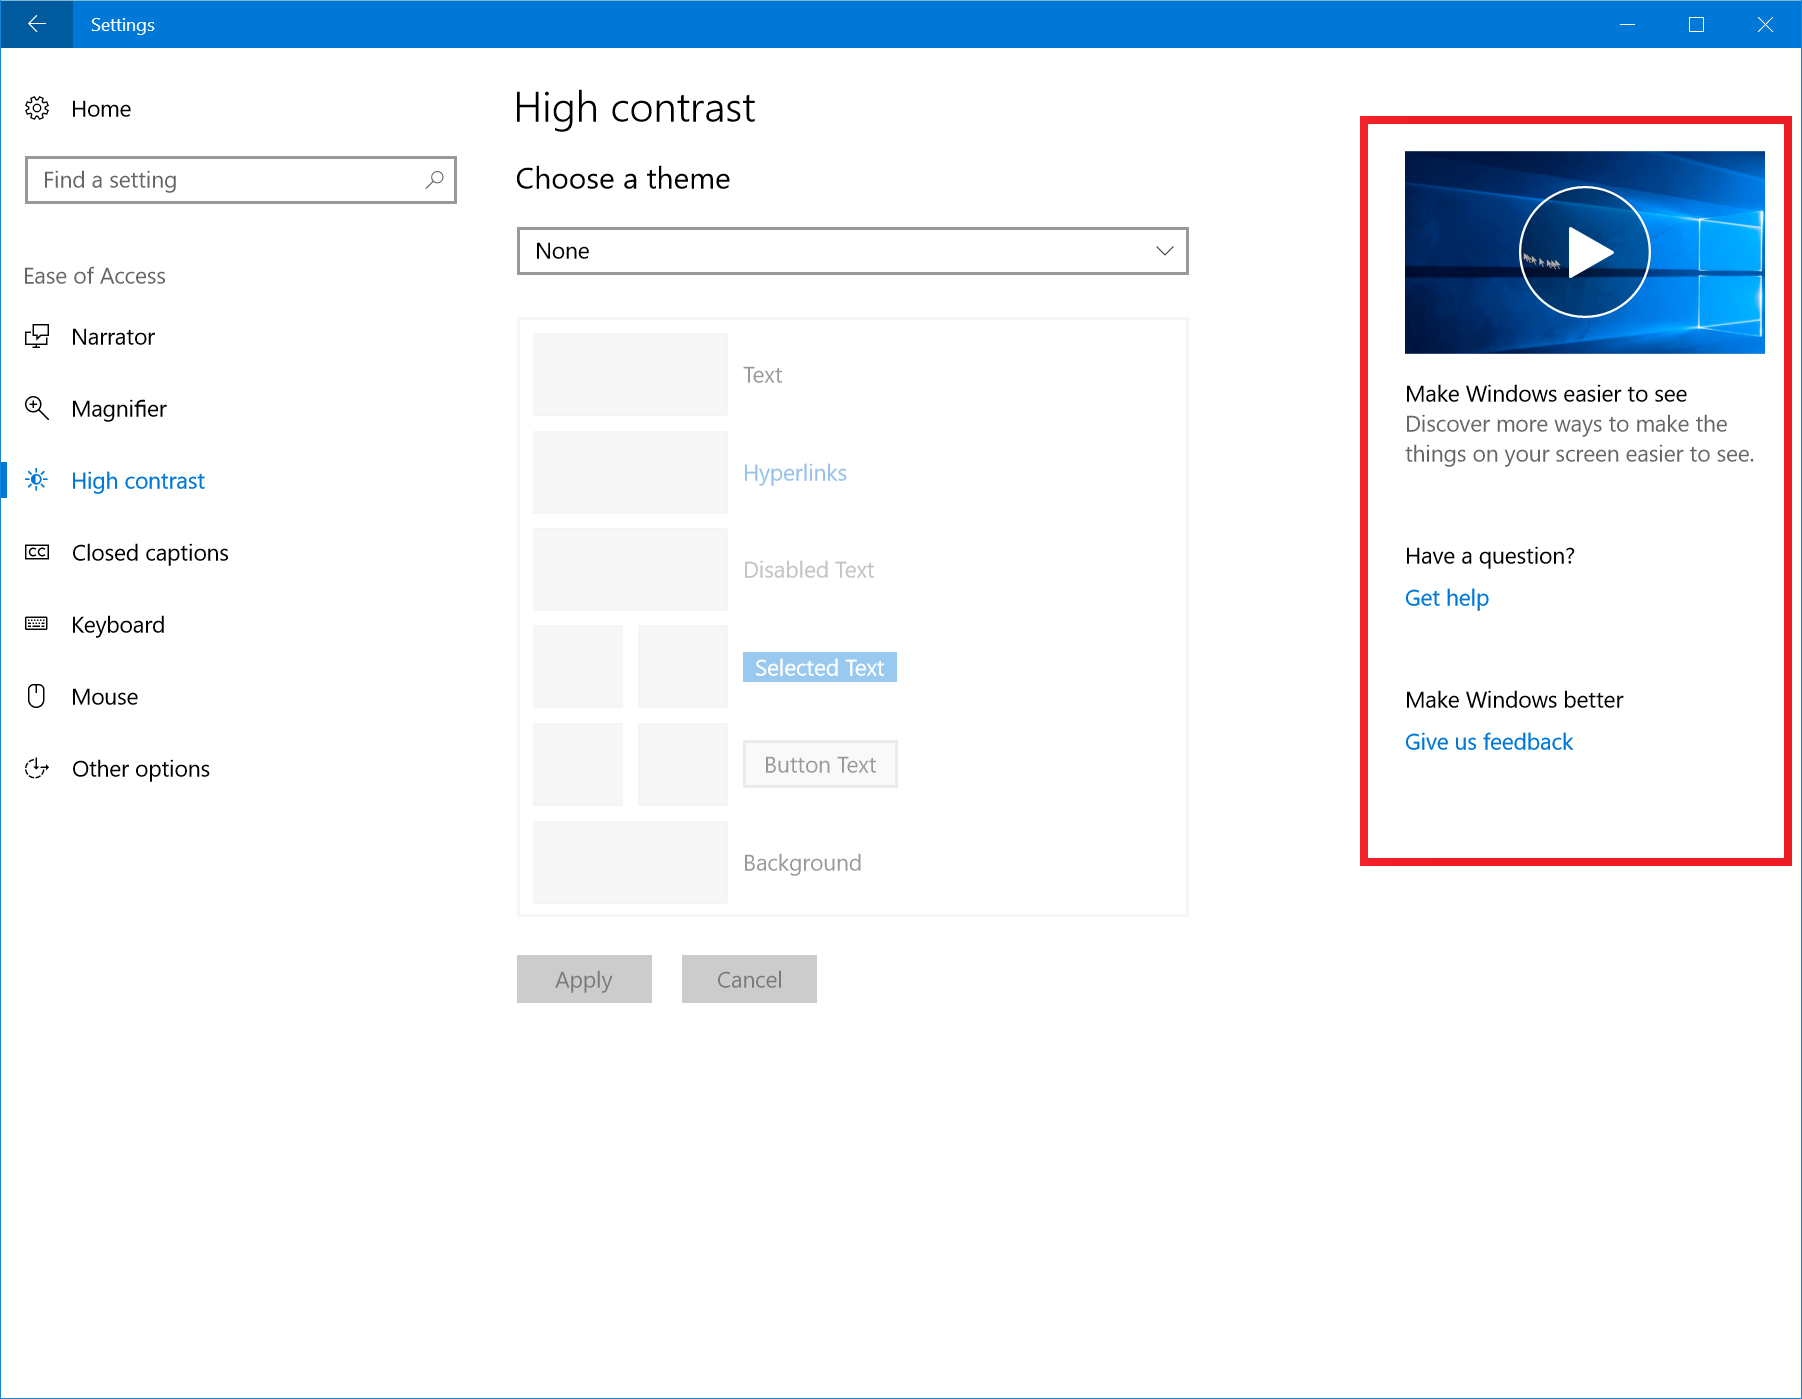 Settings
Home
Find a setting
Ease of Access
Narrator
Magnifier
High contrast
Closed captions
Keyboard
Mouse
Other options
High contrast
Choose a theme
None
Text
Hyperlinks
Disabled Text
Selected Text
Button Text
Background
Apply
Cancel
Make Windows easier to see
Discover more ways to make the
things on your screen easier to see.
Have a question?
Get help
Make Windows better
Give us feedback